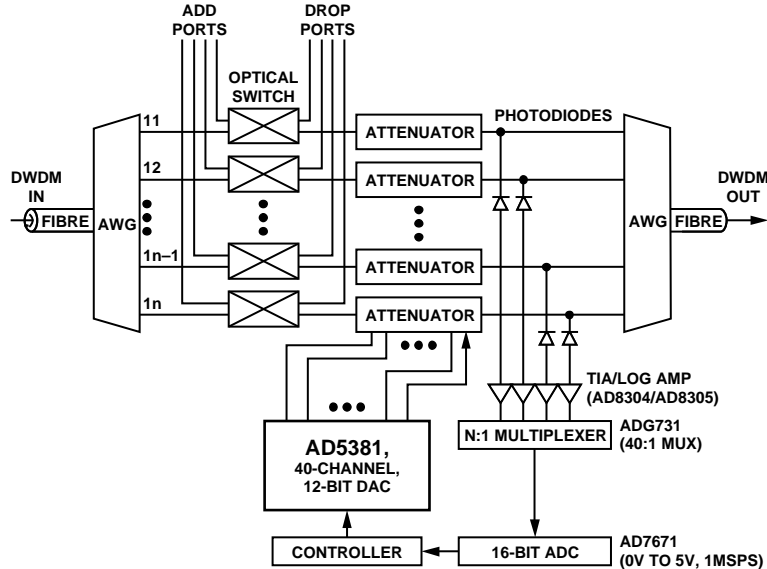 ADD
PORTS
DROP
PORTS
OPTICAL
SWITCH
11
ATTENUATOR
PHOTODIODES
12
ATTENUATOR
DWDM
IN
FIBRE
AWG
AWG
FIBRE
DWDM
OUT
1n–1
ATTENUATOR
1n
ATTENUATOR
TIA/LOG AMP
(AD8304/AD8305)
N:1 MULTIPLEXER
ADG731
(40:1 MUX)
AD5381,
40-CHANNEL,
12-BIT DAC
CONTROLLER
16-BIT ADC
AD7671
(0V TO 5V, 1MSPS)